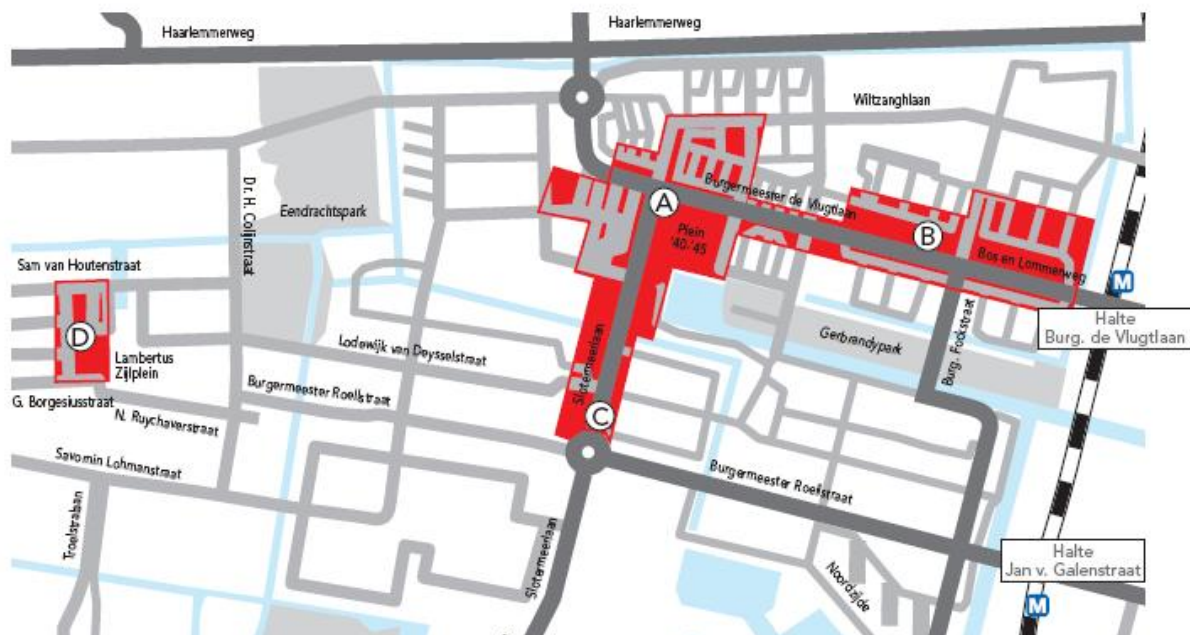 Haarlemmerweg
Haarlemmerweg
Wiltzanghlaan
Dr. H. Colijnstraat
Eendrachtspark
Burgermeester de Vlugtlaan
A
Plein
'40-'45
B
Bos en Lommerweg
Sam van Houtenstraat
M
Halte
Burg. de Vlugtlaan
D
Lambertus
Zijlplein
Lodewijk van Deysselstraat
Slotermeerlaan
Gerbrandypark
Burg. Fockstraat
G. Borgesiusstraat
Burgermeester Roellstraat
N. Ruychaverstraat
C
Savornin Lohmanstraat
Burgermeester Roellstraat
Troelstralaan
Slotermeerlaan
Noordzijde
Halte
Jan v. Galenstraat
M